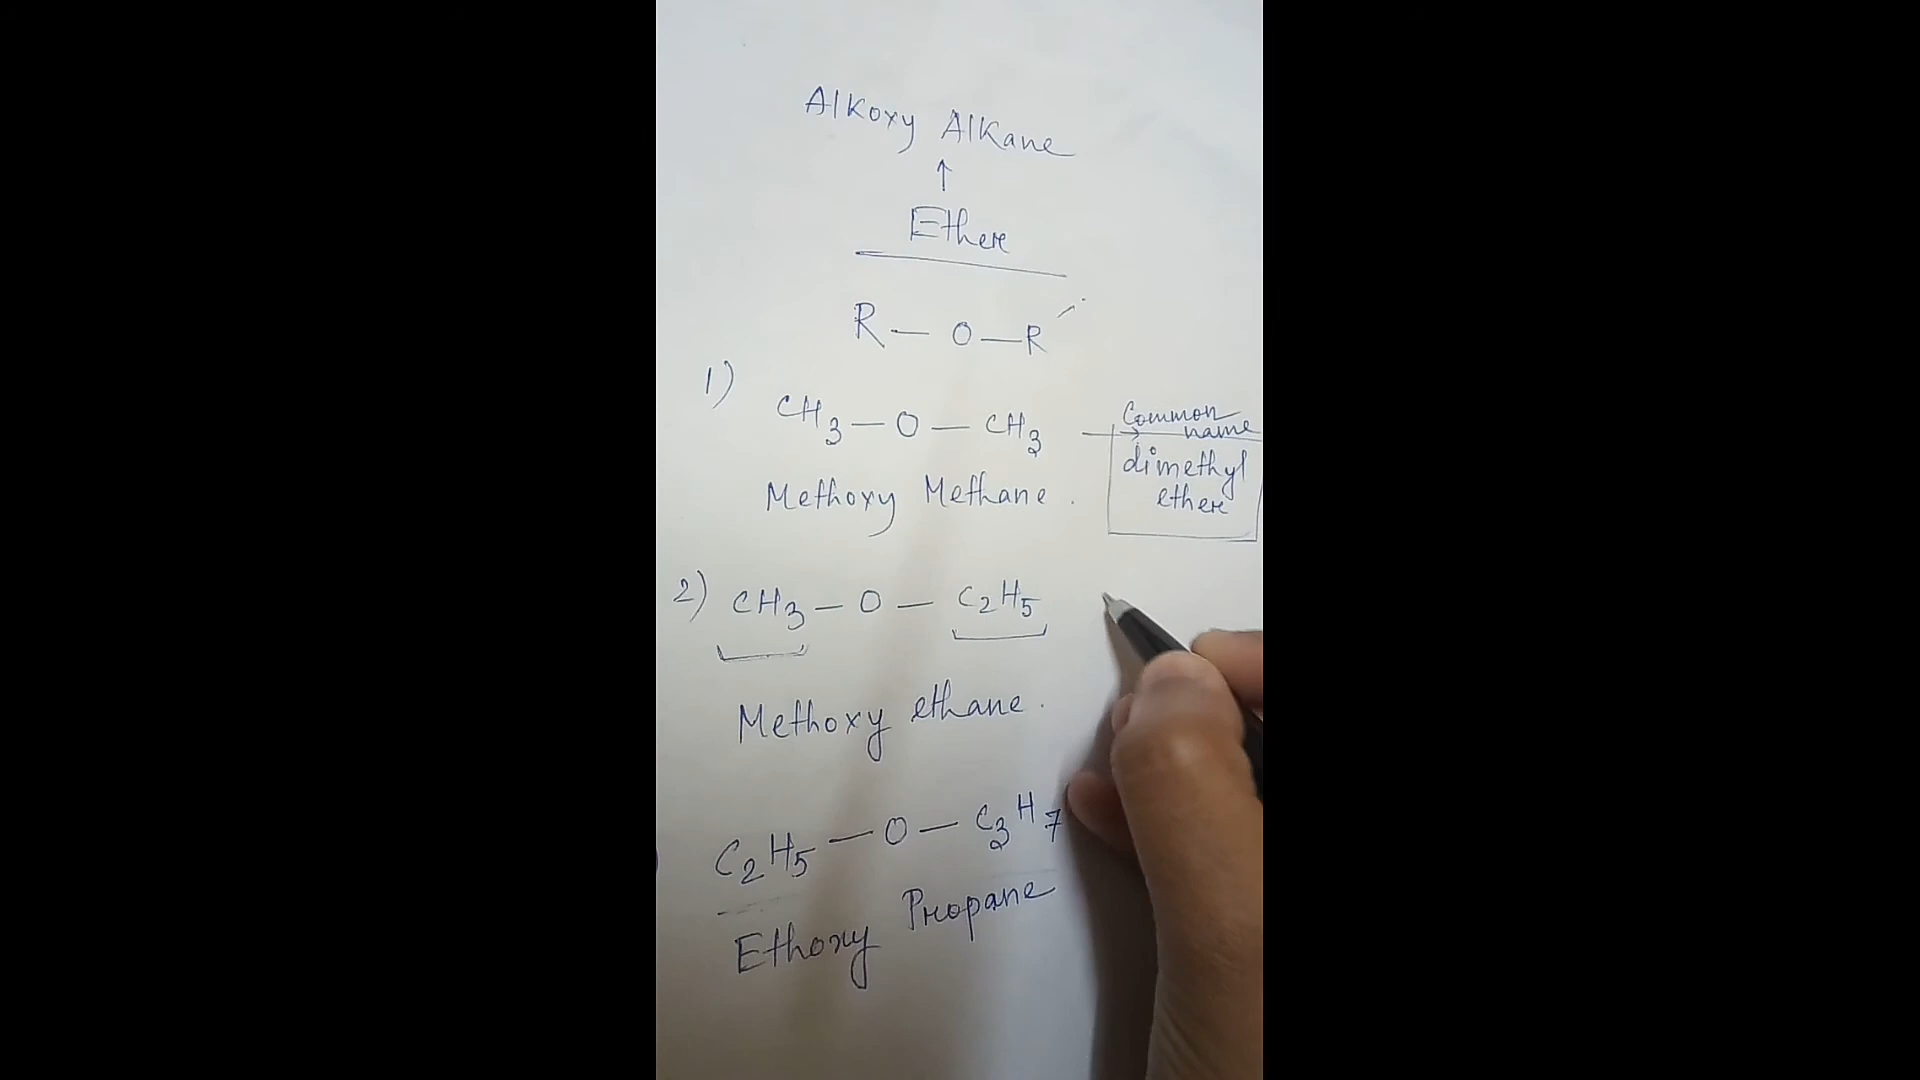 Alkoxy Alkane
↑
Ether
R — O — R′
1)
CH3 — O — CH3 → Common name
Methoxy Methane. dimethyl ether
2) CH3 — O — C2H5
Methoxy ethane.
C2H5 — O — C3H7
Ethoxy Propane